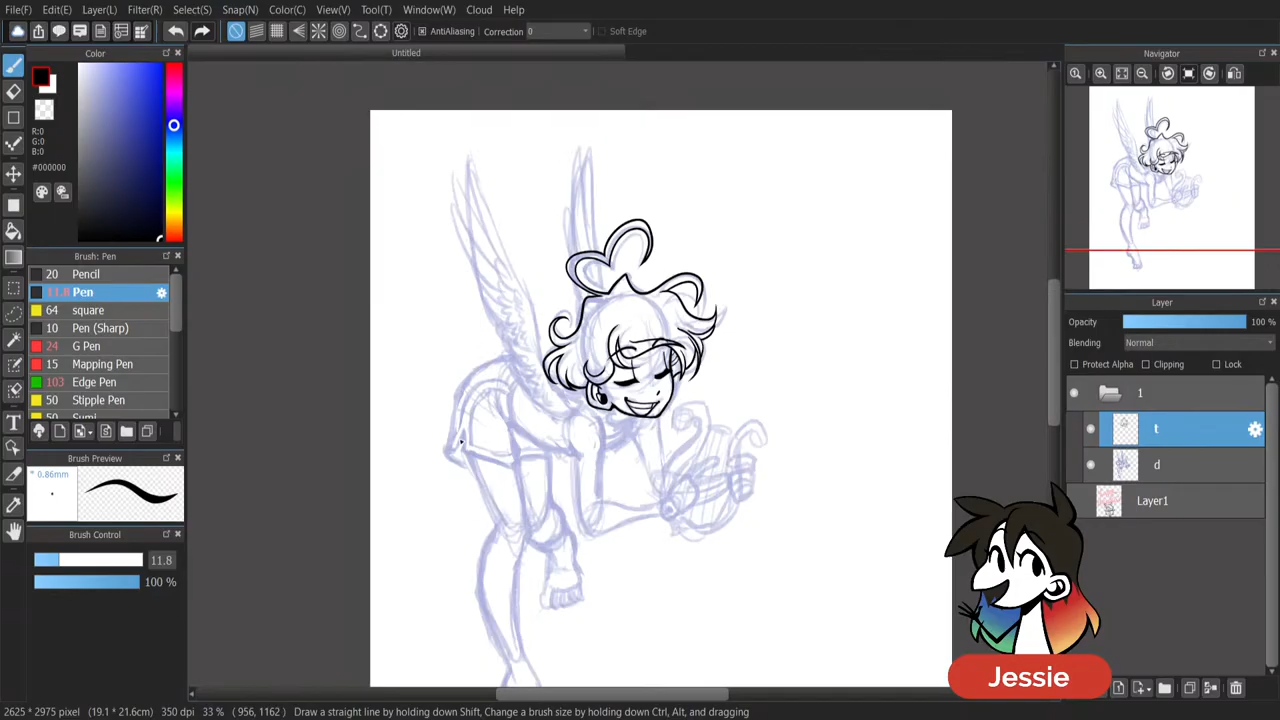 File(F) Edit(E) Layer(L) Filter(R) Select(S) Snap(N) Color(C) View(V) Tool(T) Window(W) Cloud Help
AntiAliasing Correction 0 Soft Edge
Color
Untitled
Navigator
R:0
G:0
B:0
#000000
Brush: Pen
20 Pencil
11.8 Pen
64 square
10 Pen (Sharp)
24 G Pen
15 Mapping Pen
103 Edge Pen
50 Stipple Pen
50 Sumi
Brush Preview
* 0.86mm
Brush Control
11.8
100 %
Layer
Opacity 100 %
Blending Normal
Protect Alpha Clipping Lock
1
t
d
Layer1
Jessie
2625 * 2975 pixel (19.1 * 21.6cm) 350 dpi 33 % ( 956, 1162 ) Draw a straight line by holding down Shift, Change a brush size by holding down Ctrl, Alt, and dragging